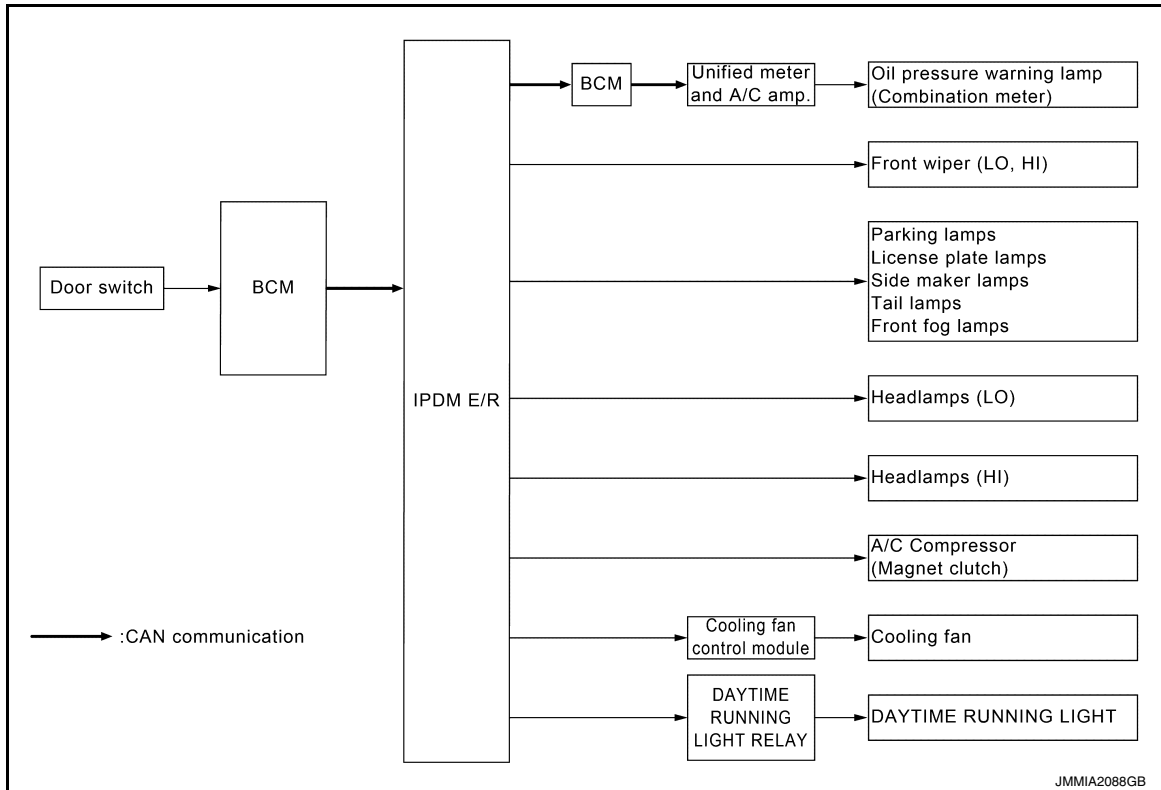 Door switch
BCM
IPDM E/R
BCM
Unified meter
and A/C amp.
Oil pressure warning lamp
(Combination meter)
Front wiper (LO, HI)
Parking lamps
License plate lamps
Side maker lamps
Tail lamps
Front fog lamps
Headlamps (LO)
Headlamps (HI)
A/C Compressor
(Magnet clutch)
Cooling fan
control module
Cooling fan
DAYTIME
RUNNING
LIGHT RELAY
DAYTIME RUNNING LIGHT
:CAN communication
JMMIA2088GB